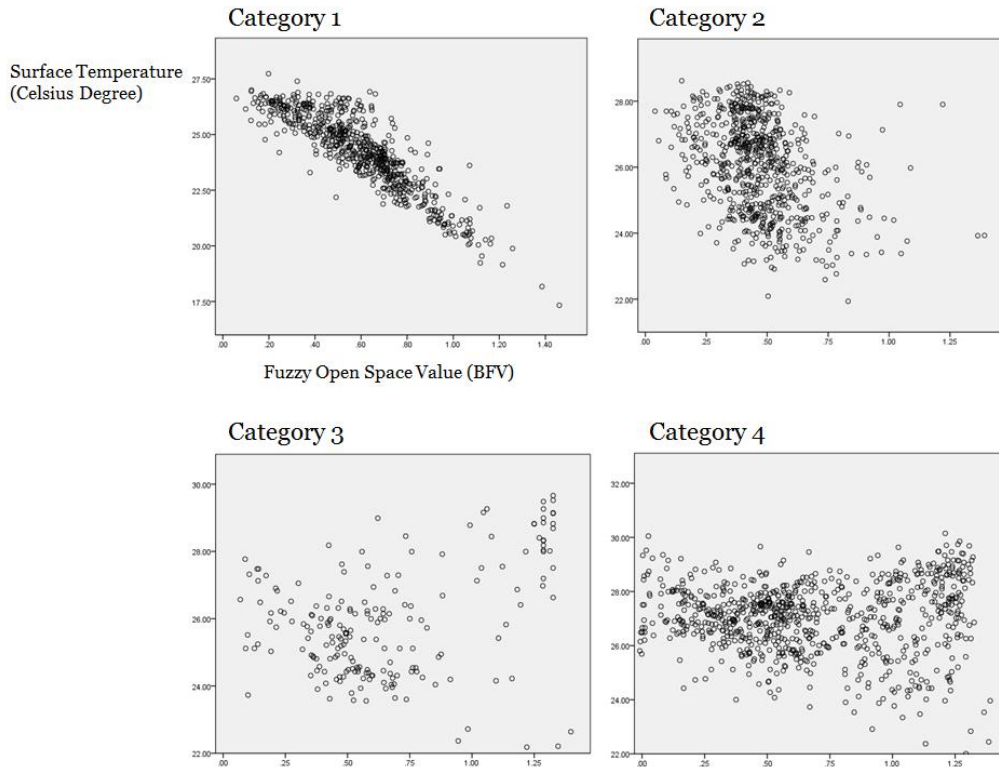 Category 1
Category 2
Surface Temperature
(Celsius Degree)
27.50
25.00
22.50
20.00
17.50
.00 .20 .40 .60 .80 1.00 1.20 1.40
28.00
26.00
24.00
22.00
.00 .25 .50 .75 1.00 1.25
Fuzzy Open Space Value (BFV)
Category 3
Category 4
30.00
28.00
26.00
24.00
22.00
.00 .25 .50 .75 1.00 1.25
32.00
30.00
28.00
26.00
24.00
22.00
.00 .25 .50 .75 1.00 1.25